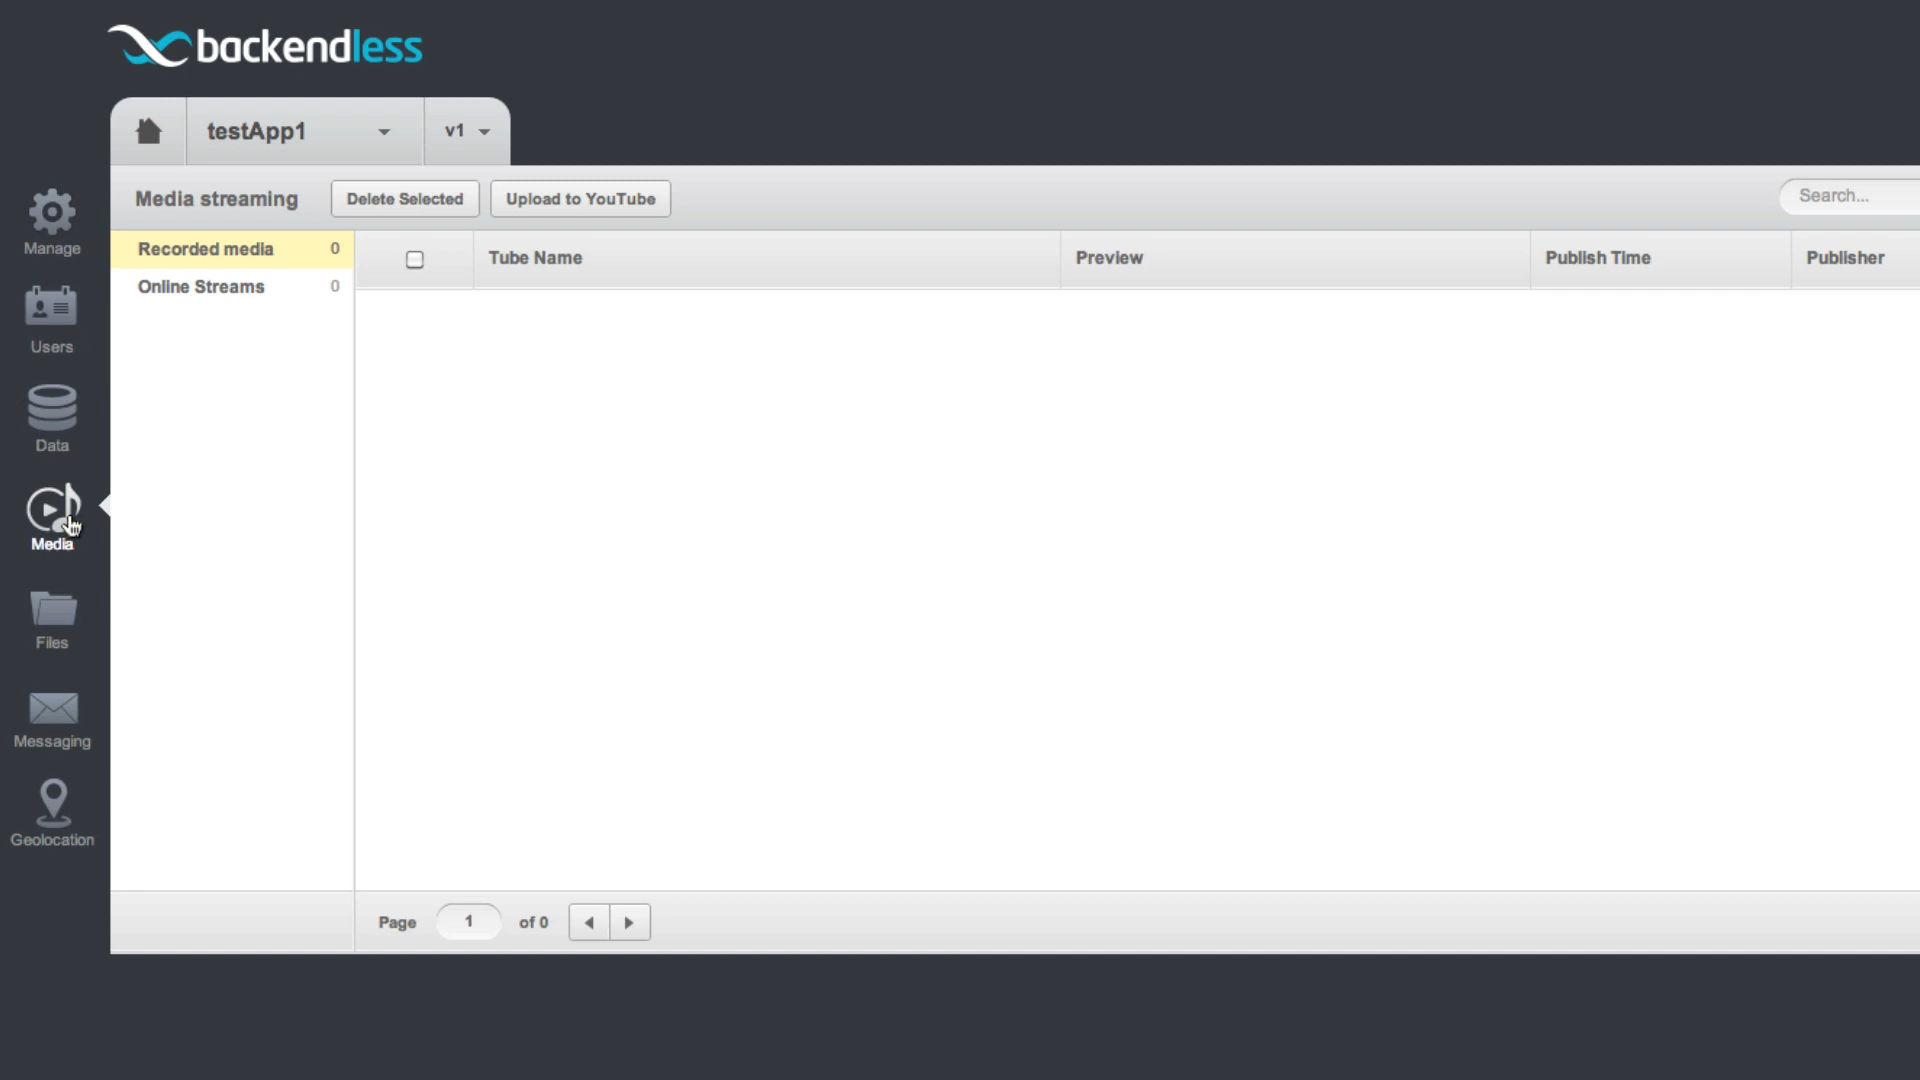 backendless
testApp1 v1
Media streaming Delete Selected Upload to YouTube Search...
Recorded media 0
Online Streams 0
Tube Name Preview Publish Time Publisher
Manage
Users
Data
Media
Files
Messaging
Geolocation
Page 1 of 0